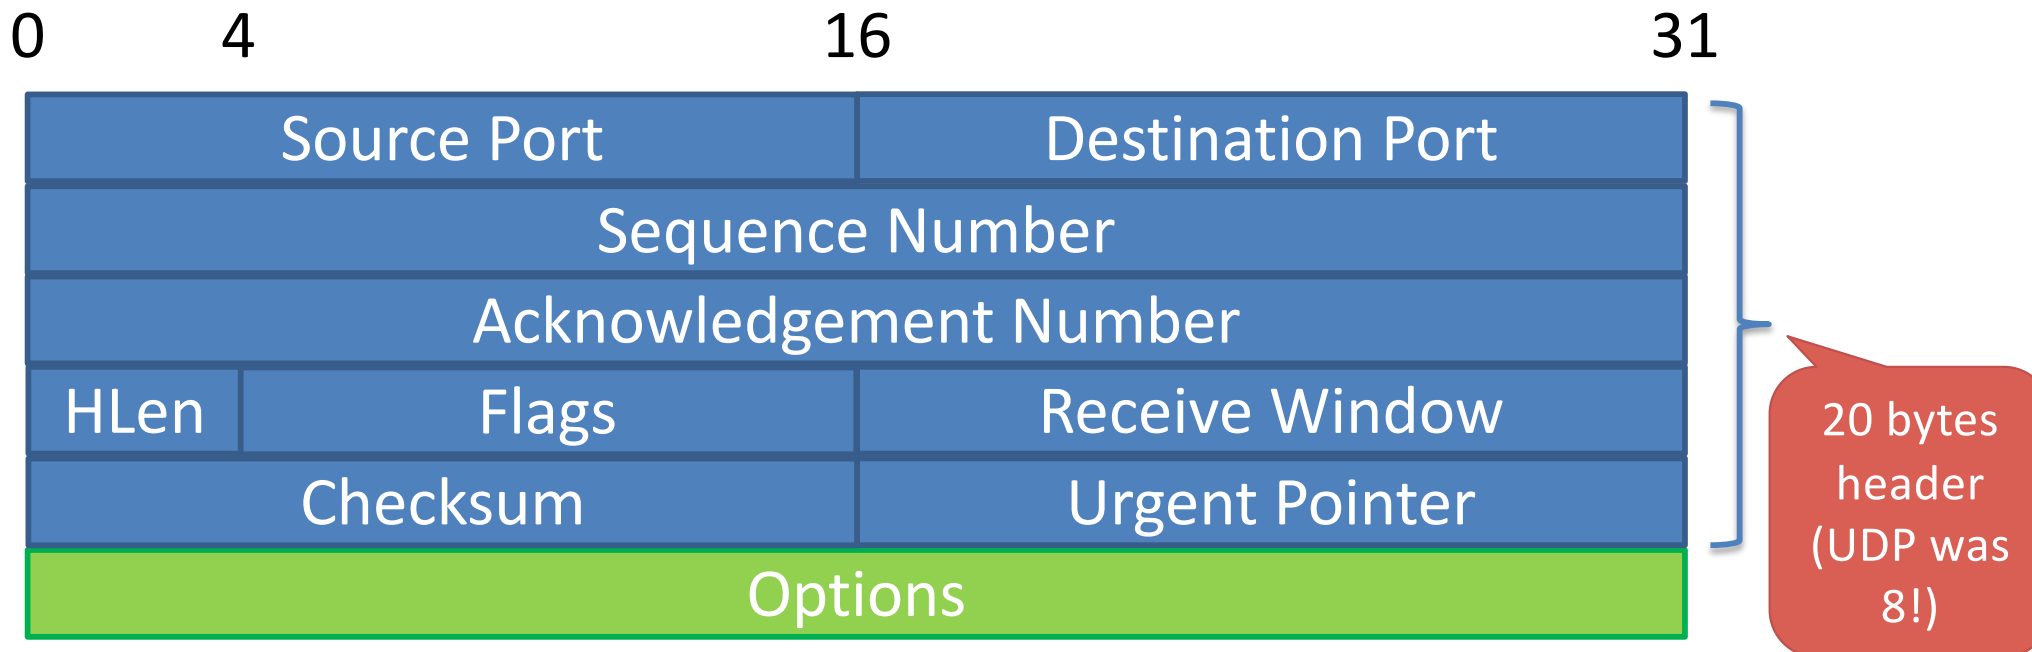 0 4 16 31
Source Port Destination Port
Sequence Number
Acknowledgement Number
HLen Flags Receive Window
Checksum Urgent Pointer
Options
20 bytes
header
(UDP was
8!)